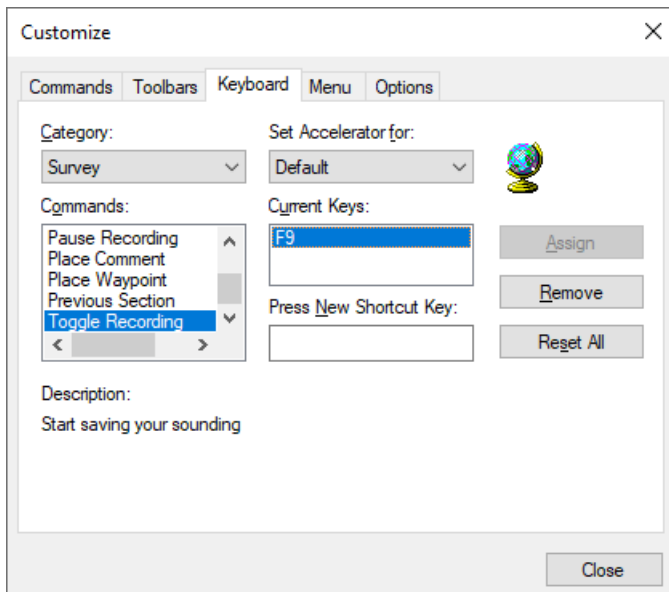 Customize
Commands Toolbars Keyboard Menu Options
Category:
Survey
Set Accelerator for:
Default
Commands:
Pause Recording
Place Comment
Place Waypoint
Previous Section
Toggle Recording
Current Keys:
F9
Press New Shortcut Key:
Assign
Remove
Reset All
Description:
Start saving your sounding
Close